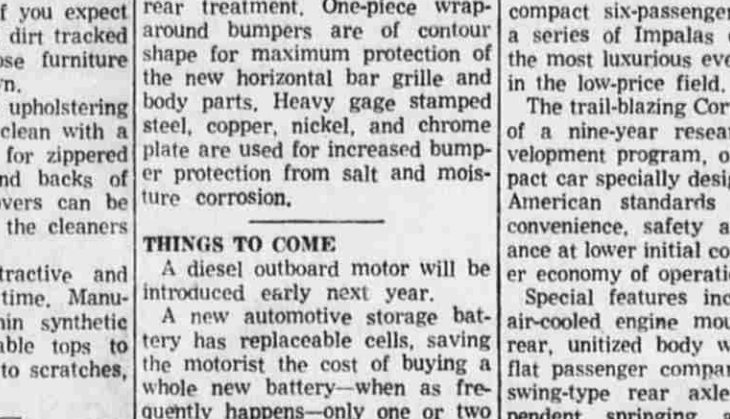 f you expect
dirt tracked
furniture
upholstering
clean with a
for zippered
backs of
can be
the cleaners
and
time. Manu-
synthetic
tops to
to scratches,
rear treatment. One-piece wrap-
around bumpers are of contour
shape for maximum protection of
the new horizontal bar grille and
body parts. Heavy gage stamped
steel, copper, nickel, and chrome
plate are used for increased bump-
er protection from salt and mois-
ture corrosion.
THINGS TO COME
A diesel outboard motor will be
introduced early next year.
A new automotive storage bat-
tery has replaceable cells, saving
the motorist the cost of buying a
whole new battery—when as fre-
quently happens—only one or two
compact six-passenger
a series of Impalas
the most luxurious eve
in the low-price field.
The trail-blazing Cor
of a nine-year resear
velopment program, o
pact car specially desig
American standards
convenience, safety a
ance at lower initial co
er economy of operati
Special features inc
air-cooled engine mou
rear, unitized body w
flat passenger compar
swing-type rear axle
pendent springing, a